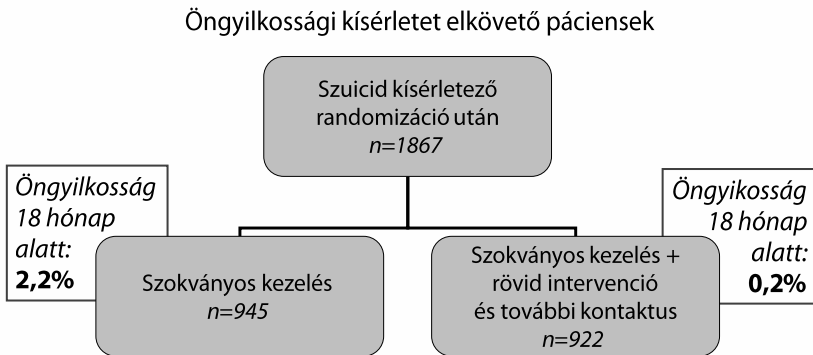 Öngyilkossági kísérletet elkövető páciensek
Szuicid kísérletező
randomizáció után
n=1867
Öngyilkosság
18 hónap
alatt:
2,2%
Szokványos kezelés
n=945
Szokványos kezelés +
rövid intervenció
és további kontaktus
n=922
Öngyikosság
18 hónap
alatt:
0,2%